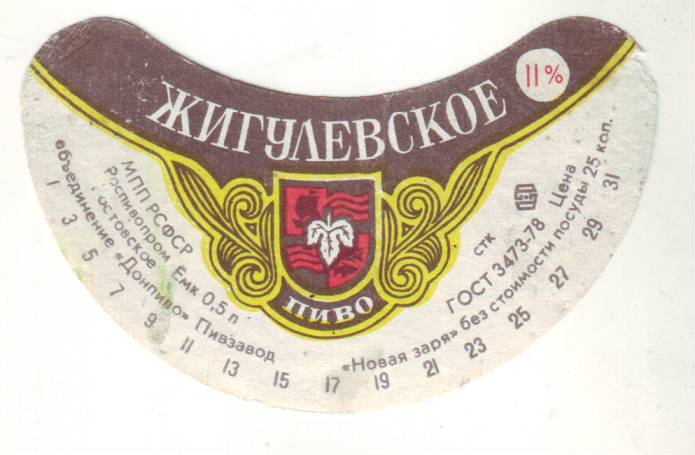 ЖИГУЛЕВСКОЕ
11%
ПИВО
МПП РСФСР
Роспивопром Емк 0,5 л
Ростовское
объединение «Донпиво» Пивзавод
«Новая заря» без стоимости посуды 25 коп.
стк
ГОСТ 3473-78 Цена
1 3 5 7 9 11 13 15 17 19 21 23 25 27 29 31